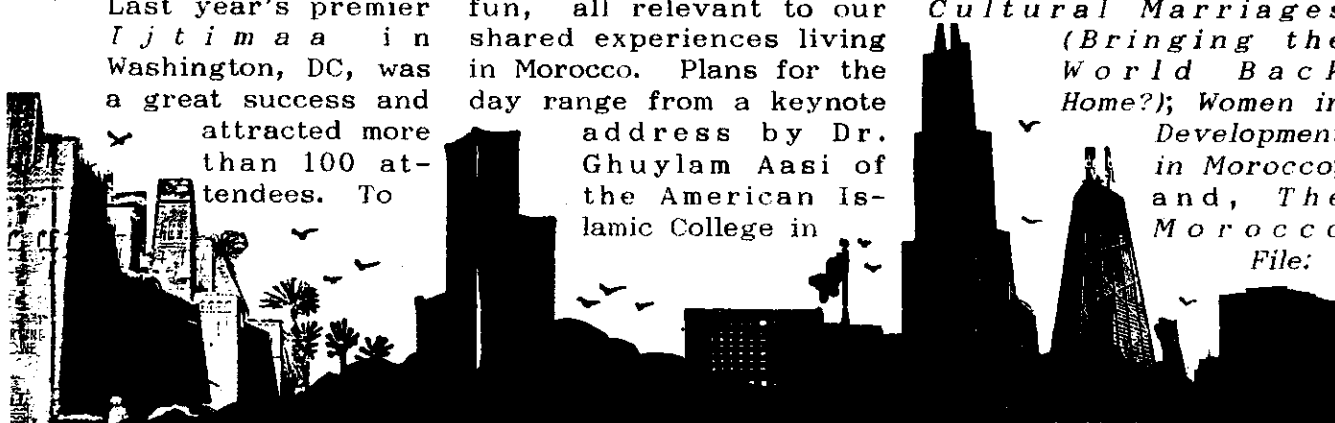 Last year's premier
Ijtimaa in
Washington, DC, was
a great success and
attracted more
than 100 at-
tendees. To
fun, all relevant to our
shared experiences living
in Morocco. Plans for the
day range from a keynote
address by Dr.
Ghuylam Aasi of
the American Is-
lamic College in
Cultural Marriages
(Bringing the
World Back
Home?); Women in
Development
in Morocco;
and, The
Morocco
File: